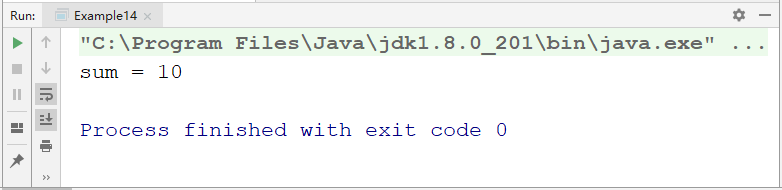 Run: Example14
"C:\Program Files\Java\jdk1.8.0_201\bin\java.exe" ...
sum = 10
Process finished with exit code 0